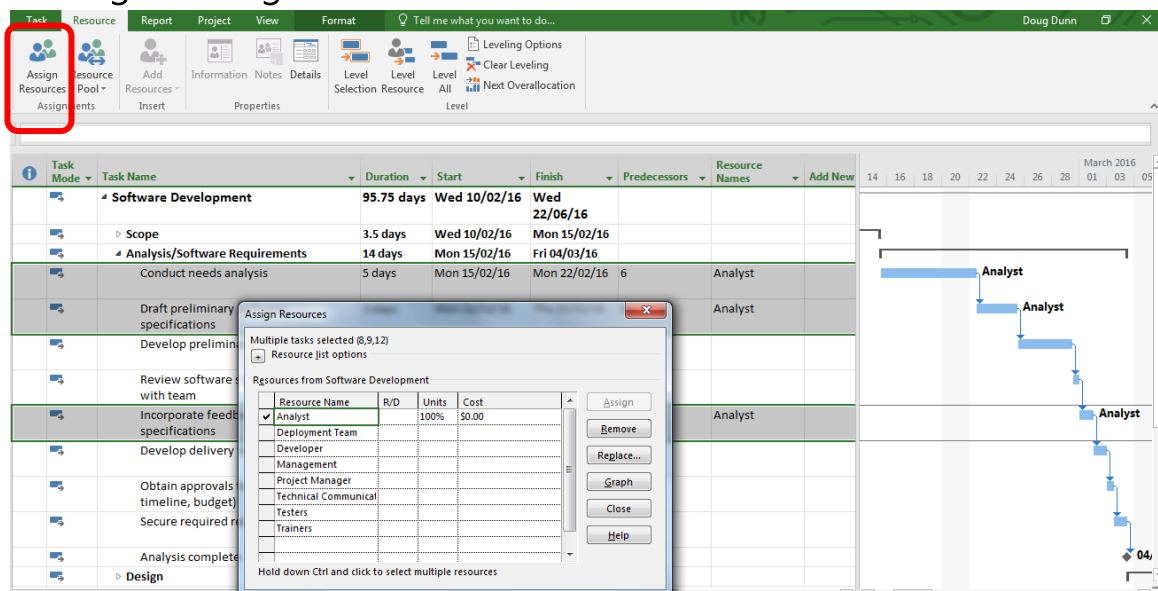 Task Resource Report Project View Format Tell me what you want to do... Doug Dunn
Assign Resources
Resource Pool
Add Resources
Information Notes Details
Level Selection
Level Resource
Level All
Leveling Options
Clear Leveling
Next Overallocation
Assignments Insert Properties Level
Task Mode Task Name Duration Start Finish Predecessors Resource Names Add New
March 2016
14 16 18 20 22 24 26 28 01 03 05
Software Development 95.75 days Wed 10/02/16 Wed 22/06/16
Scope 3.5 days Wed 10/02/16 Mon 15/02/16
Analysis/Software Requirements 14 days Mon 15/02/16 Fri 04/03/16
Conduct needs analysis 5 days Mon 15/02/16 Mon 22/02/16 6 Analyst Analyst
Draft preliminary
specifications
Analyst Analyst
Develop
Review software
with team
Incorporate
specifications
Analyst Analyst
Develop delivery
Obtain approvals
timeline, budget)
Secure required
Analysis complete
04/
Design
Assign Resources
Multiple tasks selected (8,9,12)
+ Resource list options
Resources from Software Development
Resource Name R/D Units Cost
Analyst 100% $0.00
Deployment Team
Developer
Management
Project Manager
Technical Communicat
Testers
Trainers
Assign
Remove
Replace...
Graph
Close
Help
Hold down Ctrl and click to select multiple resources